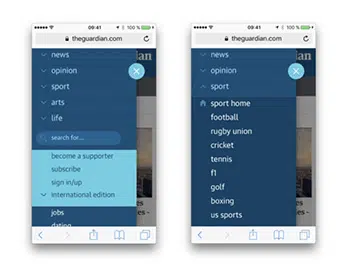 09:41
100%
theguardian.com
news
opinion
sport
arts
life
search for...
become a supporter
subscribe
sign in/up
international edition
jobs
dating
09:41
100%
theguardian.com
news
opinion
sport
sport home
football
rugby union
cricket
tennis
f1
golf
boxing
us sports